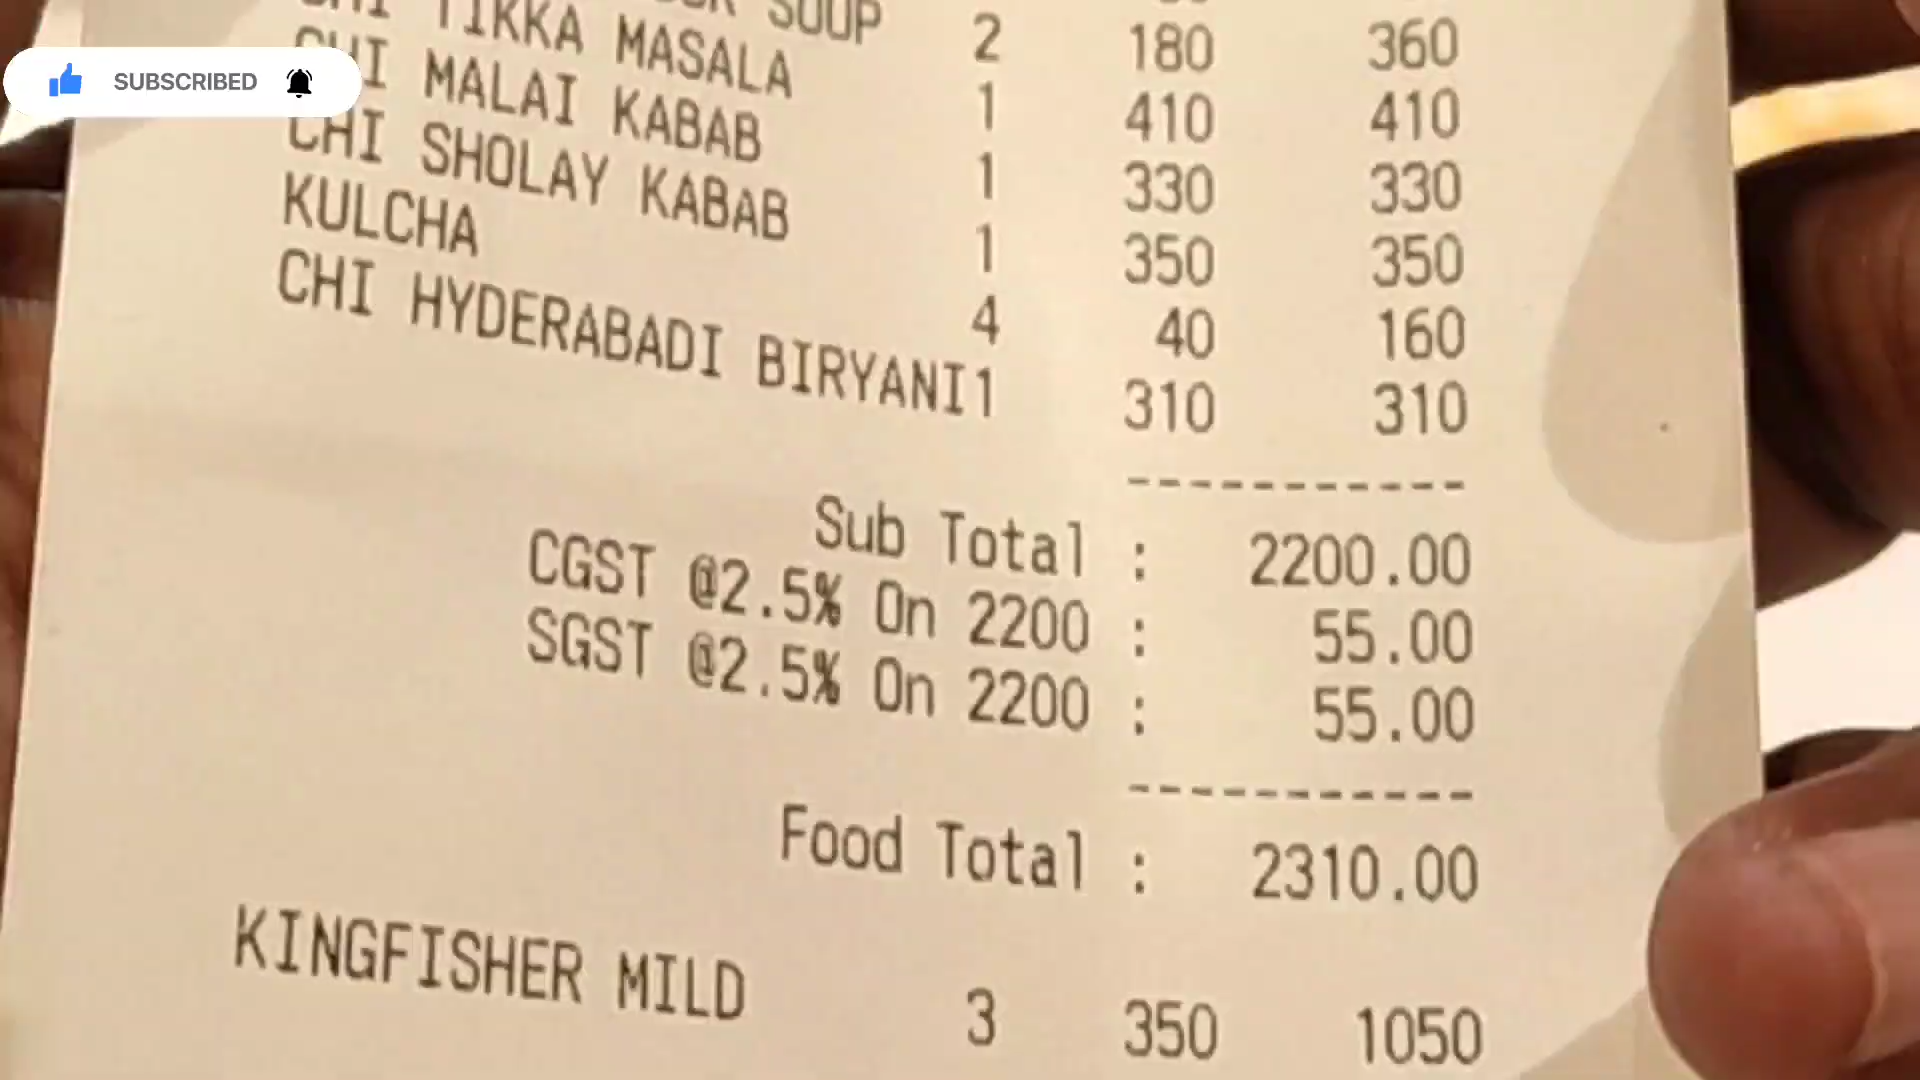 SOUP 2 180 360
CHI TIKKA MASALA 1 410 410
CHI MALAI KABAB 1 330 330
CHI SHOLAY KABAB 1 350 350
KULCHA 4 40 160
CHI HYDERABADI BIRYANI 1 310 310
-----------
Sub Total : 2200.00
CGST @2.5% On 2200 : 55.00
SGST @2.5% On 2200 : 55.00
-----------
Food Total : 2310.00
KINGFISHER MILD 3 350 1050
SUBSCRIBED